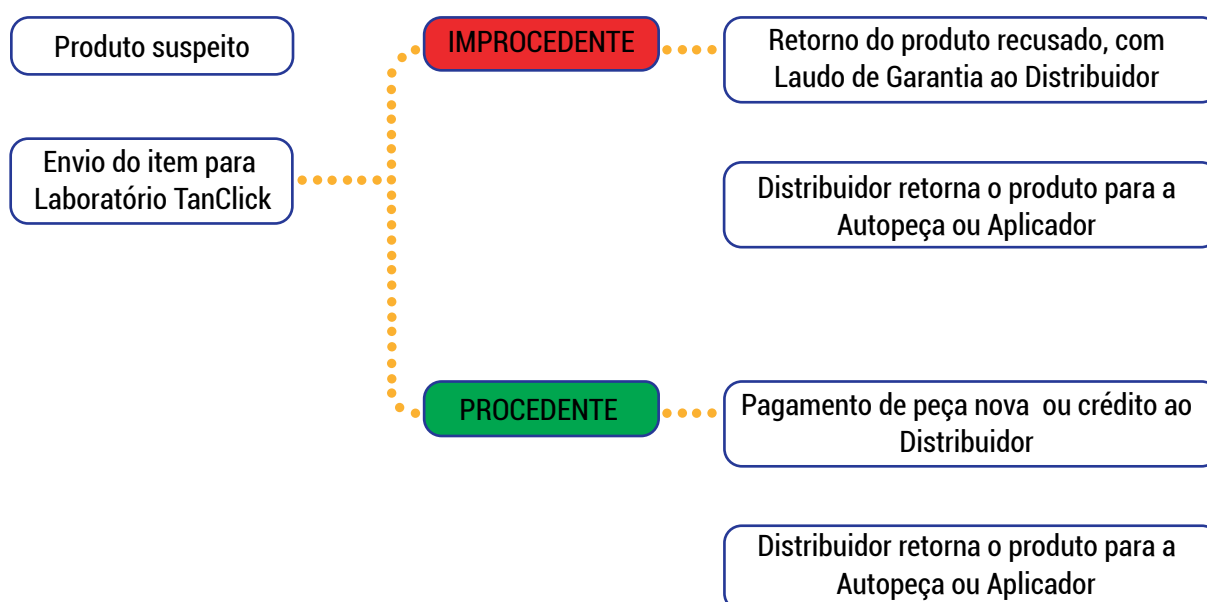 Produto suspeito
Envio do item para
Laboratório TanClick
IMPROCEDENTE
Retorno do produto recusado, com
Laudo de Garantia ao Distribuidor
Distribuidor retorna o produto para a
Autopeça ou Aplicador
PROCEDENTE
Pagamento de peça nova ou crédito ao
Distribuidor
Distribuidor retorna o produto para a
Autopeça ou Aplicador